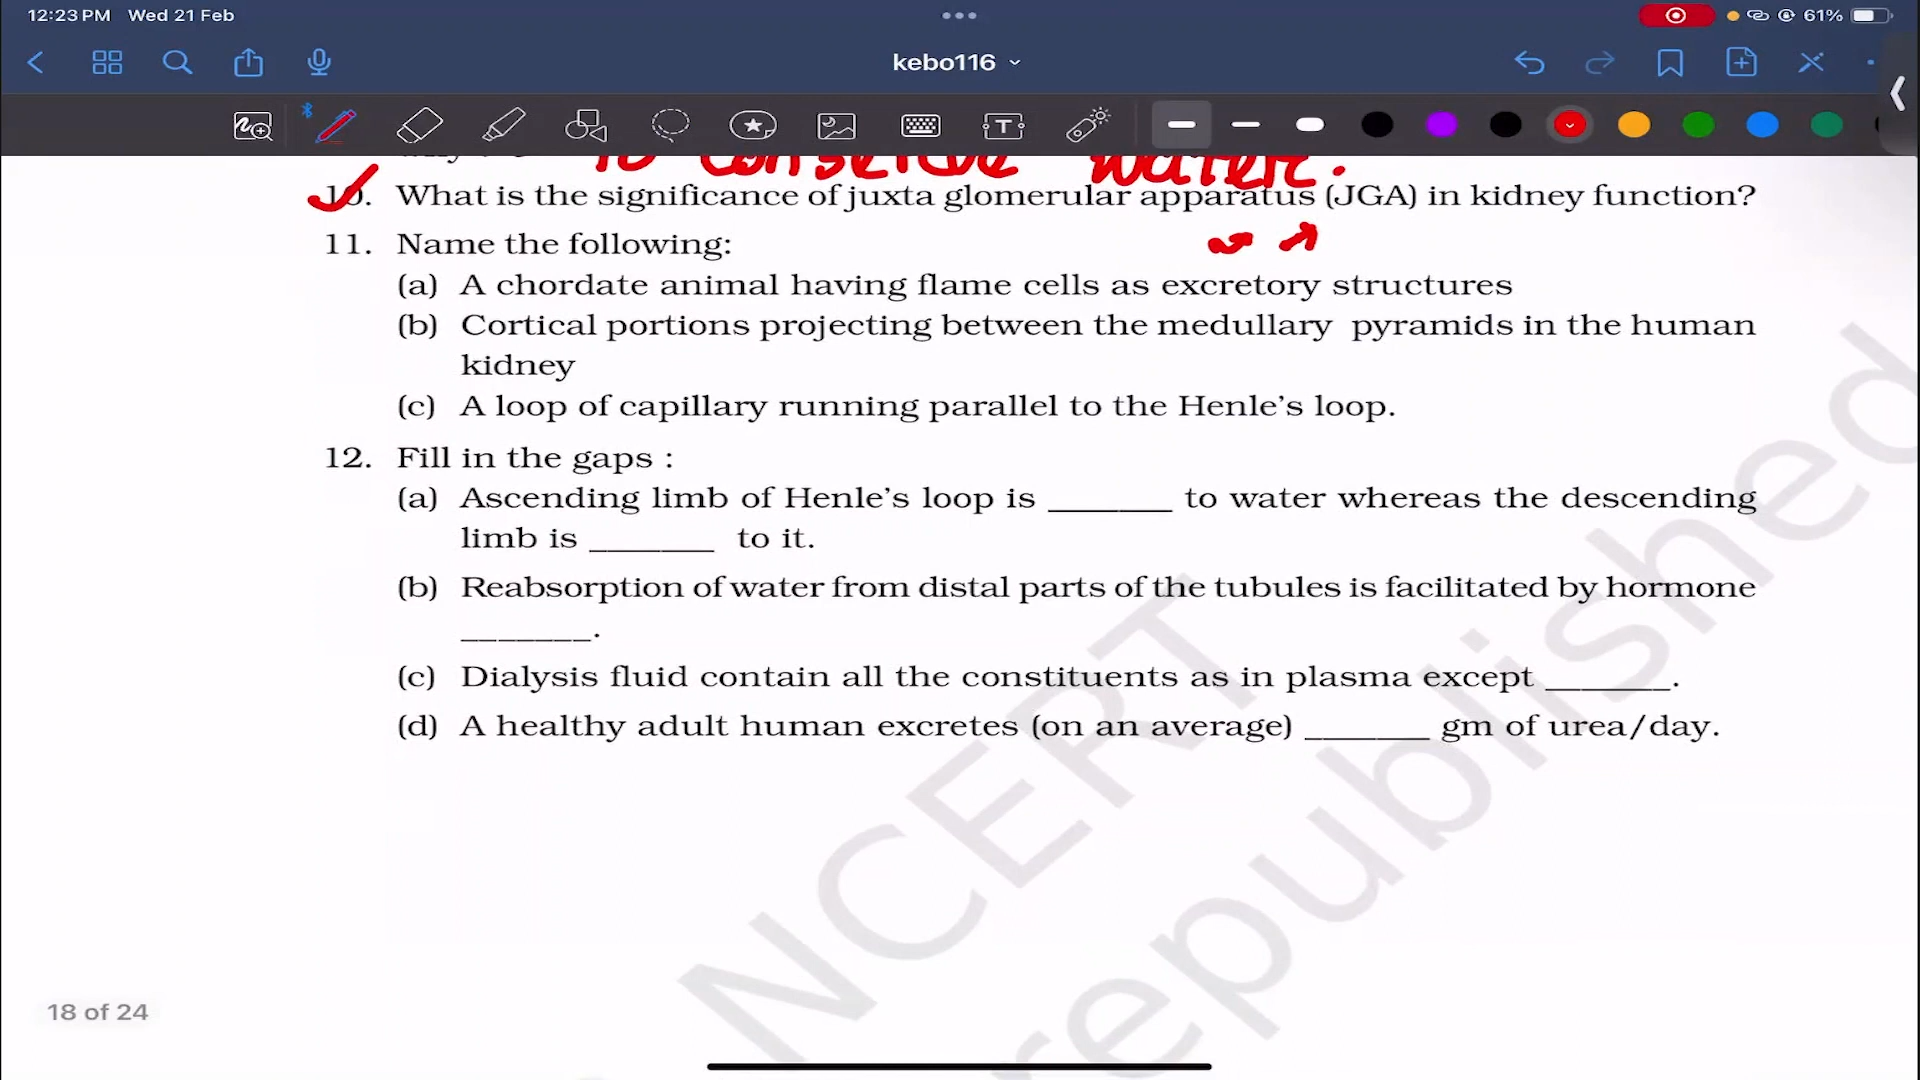 12:23 PM Wed 21 Feb
61%
kebo116
To conserve water.
10. What is the significance of juxta glomerular apparatus (JGA) in kidney function?
11. Name the following:
(a) A chordate animal having flame cells as excretory structures
(b) Cortical portions projecting between the medullary pyramids in the human
kidney
(c) A loop of capillary running parallel to the Henle's loop.
12. Fill in the gaps :
(a) Ascending limb of Henle's loop is _______ to water whereas the descending
limb is _______ to it.
(b) Reabsorption of water from distal parts of the tubules is facilitated by hormone
_______.
(c) Dialysis fluid contain all the constituents as in plasma except _______.
(d) A healthy adult human excretes (on an average) _______ gm of urea/day.
NCERT
republished
18 of 24